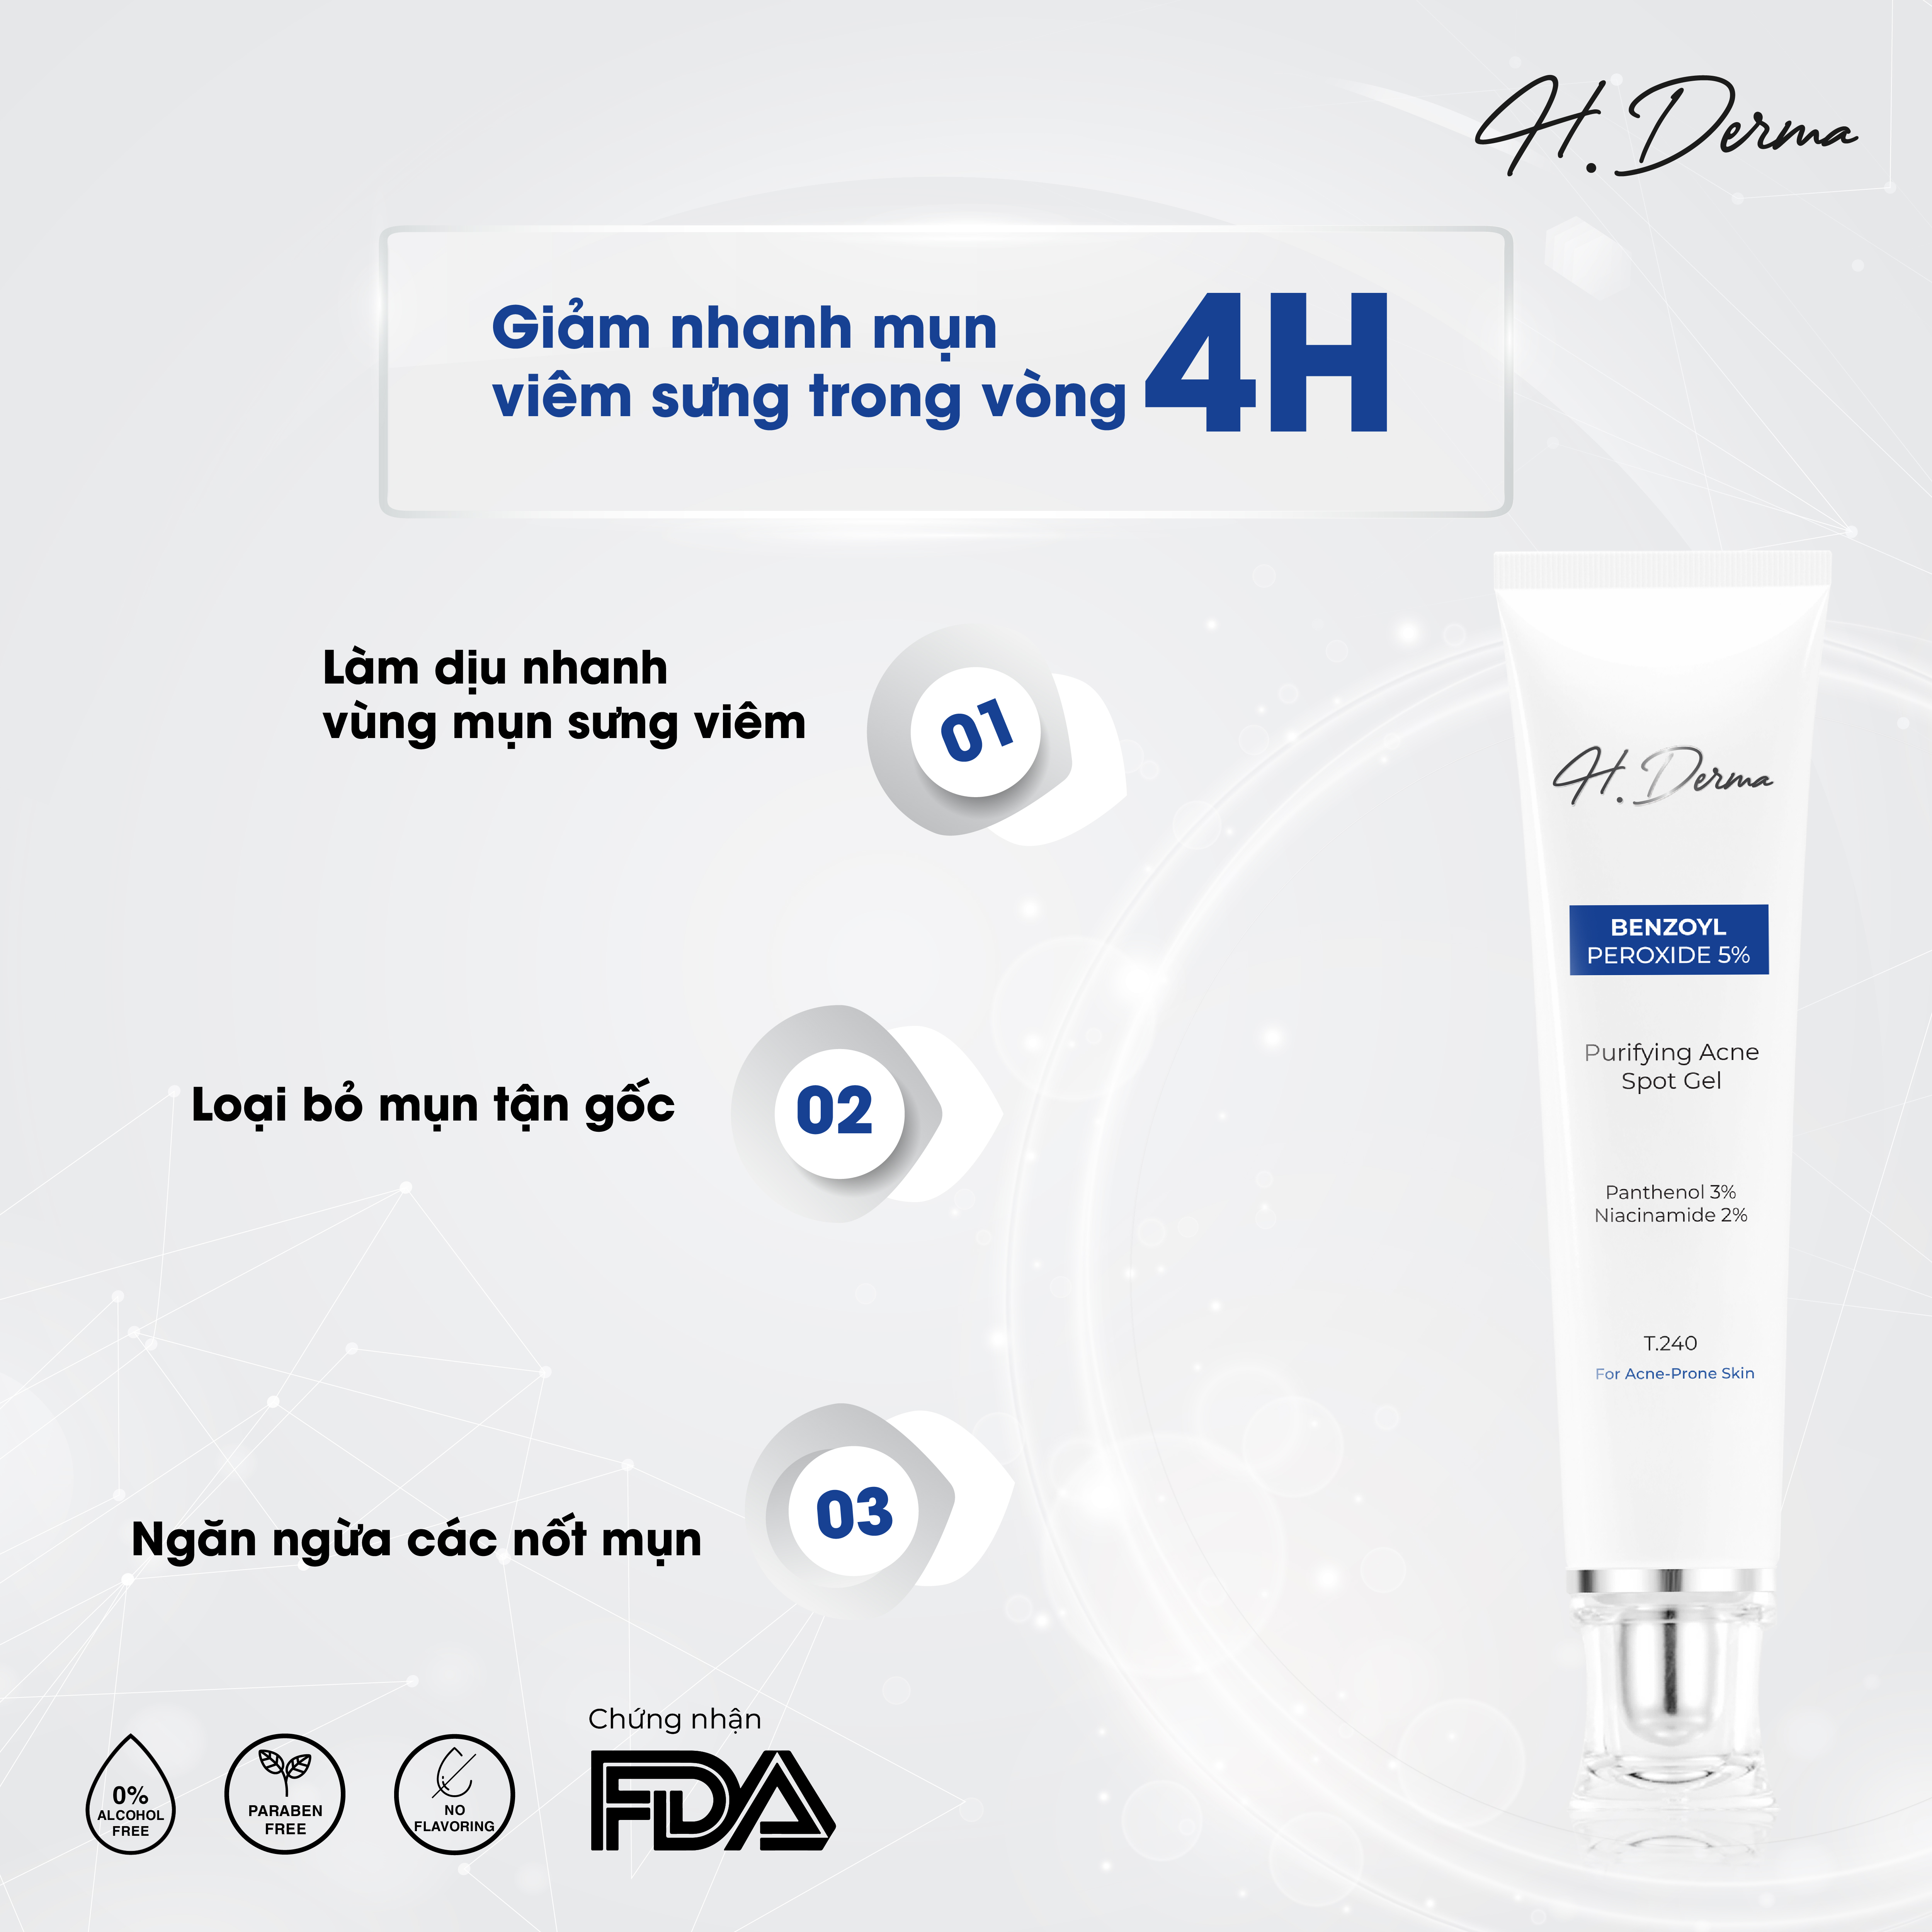 H. Derma
Giảm nhanh mụn
viêm sưng trong vòng 4H
Làm dịu nhanh
vùng mụn sưng viêm
01
Loại bỏ mụn tận gốc
02
Ngăn ngừa các nốt mụn
03
H. Derma
BENZOYL
PEROXIDE 5%
Purifying Acne
Spot Gel
Panthenol 3%
Niacinamide 2%
T.240
For Acne-Prone Skin
0%
ALCOHOL
FREE
PARABEN
FREE
NO
FLAVORING
Chứng nhận
FDA